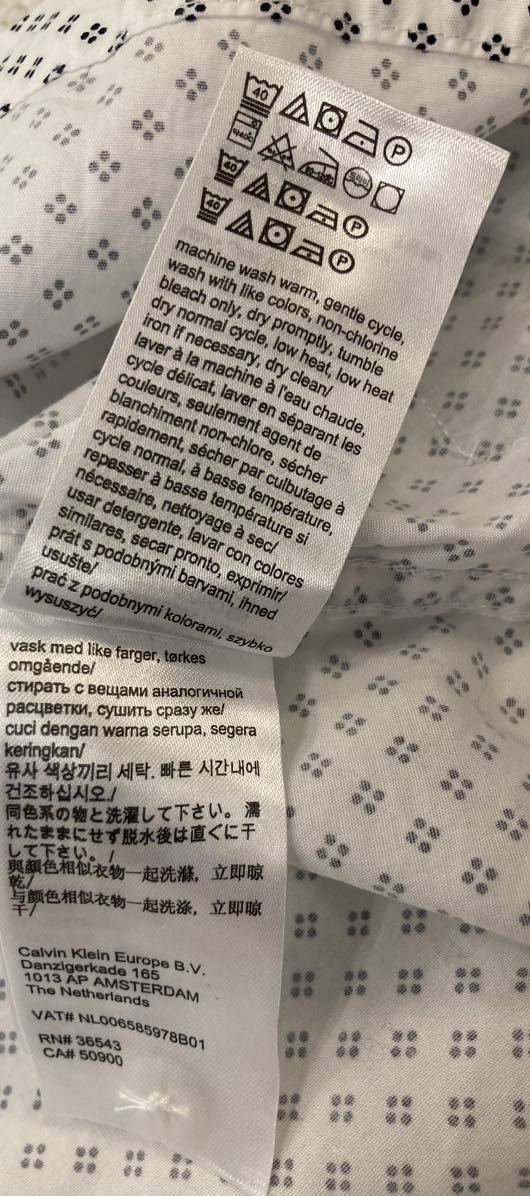 40 P
40
40 P
40 P
machine wash warm, gentle cycle,
wash with like colors, non-chlorine
bleach only, dry promptly, tumble
dry normal cycle, low heat, low heat
iron if necessary, dry clean/
laver à la machine à l'eau chaude,
cycle délicat, laver en séparant les
couleurs, seulement agent de
blanchiment non-chlore, sécher
rapidement, sécher par culbutage à
cycle normal, à basse température,
repasser à basse température si
nécessaire, nettoyage à sec/
usar detergente, lavar con colores
similares, secar pronto, exprimir/
prát s podobnými barvami, ihned
usušte/
prać z podobnymi kolorami, szybko
wysuszyć/
vask med like farger, tørkes
omgående/
стирать с вещами аналогичной
расцветки, сушить сразу же/
cuci dengan warna serupa, segera
keringkan/
유사 색상끼리 세탁. 빠른 시간내에
건조하십시오./
同色系の物と洗濯して下さい。濡
れたままにせず脱水後は直ぐに干
して下さい。/
與顏色相似衣物一起洗滌，立即晾
乾/
与颜色相似衣物一起洗涤，立即晾
干/
Calvin Klein Europe B.V.
Danzigerkade 165
1013 AP AMSTERDAM
The Netherlands
VAT# NL006585978B01
RN# 36543
CA# 50900